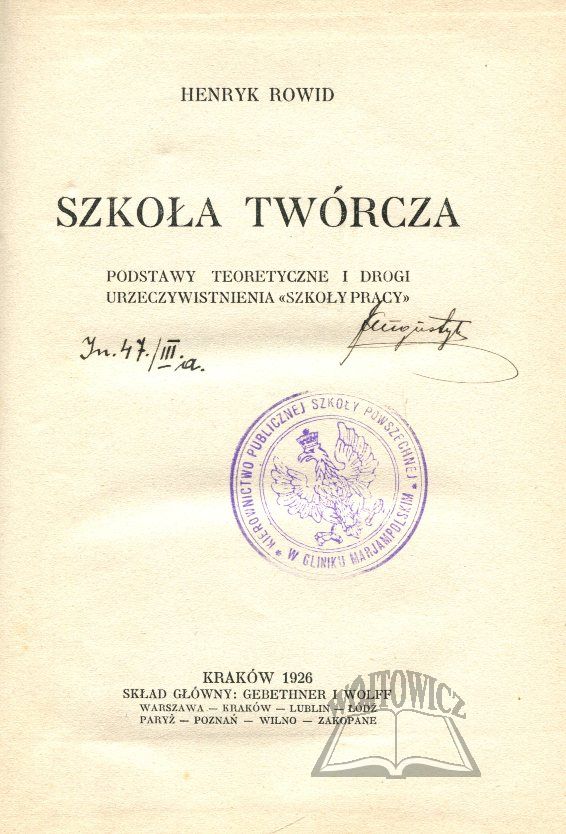 HENRYK ROWID
SZKOŁA TWÓRCZA
PODSTAWY TEORETYCZNE I DROGI
URZECZYWISTNIENIA «SZKOŁY PRACY»
In. 47./III a.
KIEROWNICTWO PUBLICZNEJ SZKOŁY POWSZECHNEJ
* W GLINIKU MARJAMPOLSKIM *
KRAKÓW 1926
SKŁAD GŁÓWNY: GEBETHNER I WOLFF
WARSZAWA — KRAKÓW — LUBLIN — ŁÓDŹ
PARYŻ — POZNAŃ — WILNO — ZAKOPANE
WÓJTOWICZ